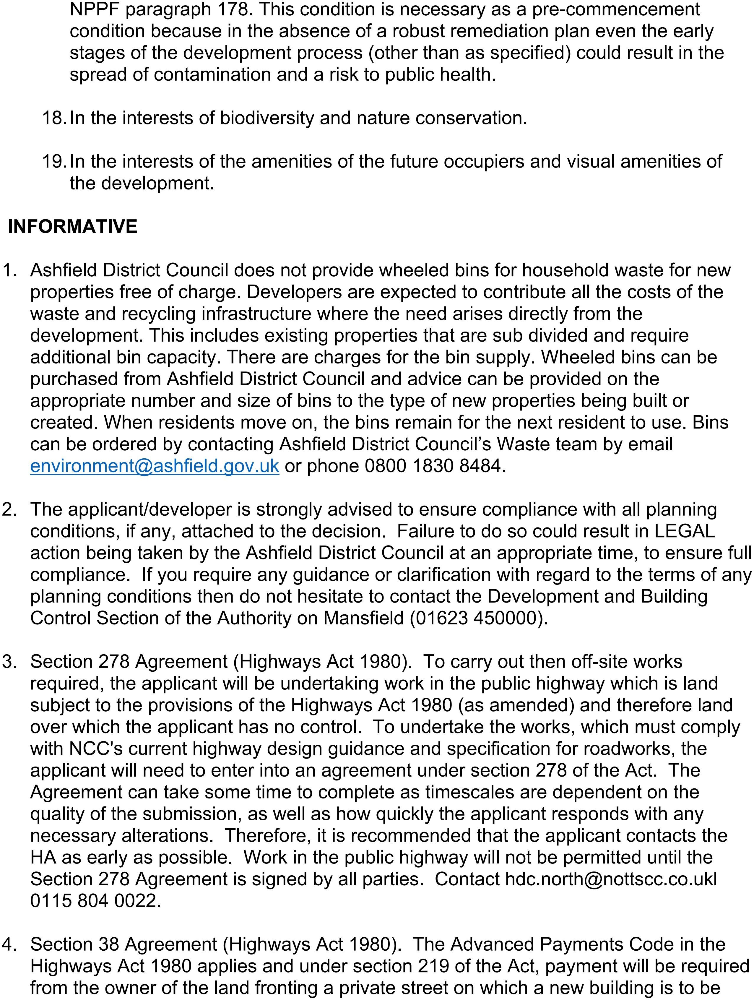 NPPF paragraph 178. This condition is necessary as a pre-commencement
condition because in the absence of a robust remediation plan even the early
stages of the development process (other than as specified) could result in the
spread of contamination and a risk to public health.
18. In the interests of biodiversity and nature conservation.
19. In the interests of the amenities of the future occupiers and visual amenities of
the development.
INFORMATIVE
1. Ashfield District Council does not provide wheeled bins for household waste for new
properties free of charge. Developers are expected to contribute all the costs of the
waste and recycling infrastructure where the need arises directly from the
development. This includes existing properties that are sub divided and require
additional bin capacity. There are charges for the bin supply. Wheeled bins can be
purchased from Ashfield District Council and advice can be provided on the
appropriate number and size of bins to the type of new properties being built or
created. When residents move on, the bins remain for the next resident to use. Bins
can be ordered by contacting Ashfield District Council’s Waste team by email
environment@ashfield.gov.uk or phone 0800 1830 8484.
2. The applicant/developer is strongly advised to ensure compliance with all planning
conditions, if any, attached to the decision.  Failure to do so could result in LEGAL
action being taken by the Ashfield District Council at an appropriate time, to ensure full
compliance.  If you require any guidance or clarification with regard to the terms of any
planning conditions then do not hesitate to contact the Development and Building
Control Section of the Authority on Mansfield (01623 450000).
3. Section 278 Agreement (Highways Act 1980).  To carry out then off-site works
required, the applicant will be undertaking work in the public highway which is land
subject to the provisions of the Highways Act 1980 (as amended) and therefore land
over which the applicant has no control.  To undertake the works, which must comply
with NCC's current highway design guidance and specification for roadworks, the
applicant will need to enter into an agreement under section 278 of the Act.  The
Agreement can take some time to complete as timescales are dependent on the
quality of the submission, as well as how quickly the applicant responds with any
necessary alterations.  Therefore, it is recommended that the applicant contacts the
HA as early as possible.  Work in the public highway will not be permitted until the
Section 278 Agreement is signed by all parties.  Contact hdc.north@nottscc.co.ukl
0115 804 0022.
4. Section 38 Agreement (Highways Act 1980).  The Advanced Payments Code in the
Highways Act 1980 applies and under section 219 of the Act, payment will be required
from the owner of the land fronting a private street on which a new building is to be